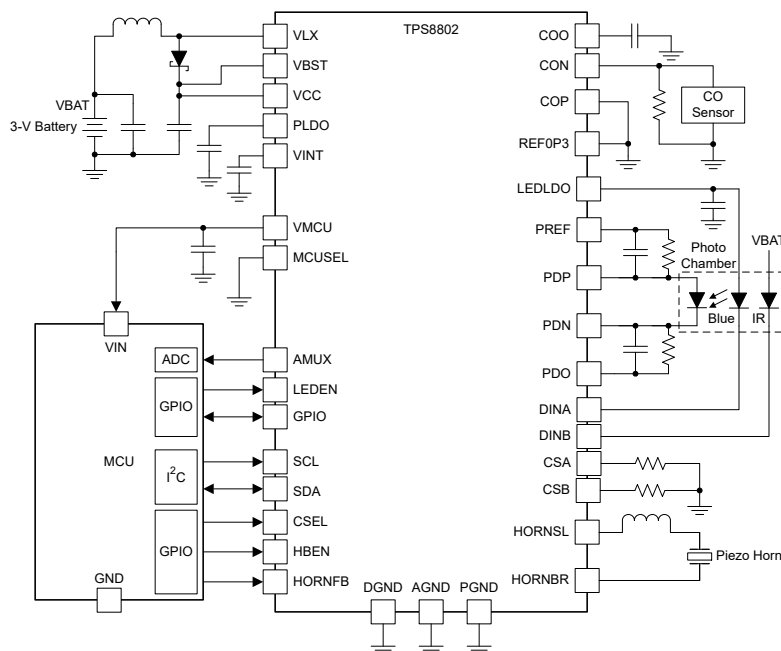 TPS8802
VLX
VBST
VCC
PLDO
VINT
VMCU
MCUSEL
AMUX
LEDEN
GPIO
SCL
SDA
CSEL
HBEN
HORNFB
DGND
AGND
PGND
COO
CON
COP
REF0P3
LEDLDO
PREF
PDP
PDN
PDO
DINA
DINB
CSA
CSB
HORNSL
HORNBR
VBAT
3-V Battery
VIN
ADC
GPIO
MCU
I2C
GPIO
GND
CO
Sensor
Photo
Chamber
VBAT
Blue
IR
Piezo Horn